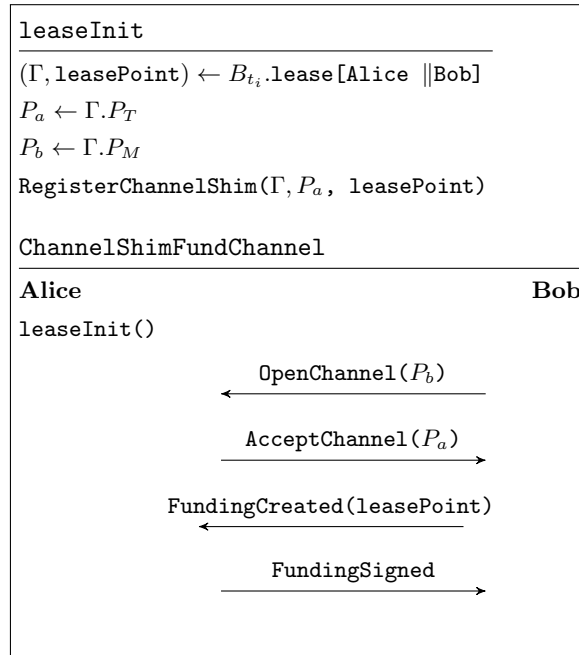 leaseInit
(Γ, leasePoint) ← B_{t_i}.lease[Alice ∥Bob]
P_a ← Γ.P_T
P_b ← Γ.P_M
RegisterChannelShim(Γ, P_a, leasePoint)
ChannelShimFundChannel
Alice Bob
leaseInit()
OpenChannel(P_b)
AcceptChannel(P_a)
FundingCreated(leasePoint)
FundingSigned